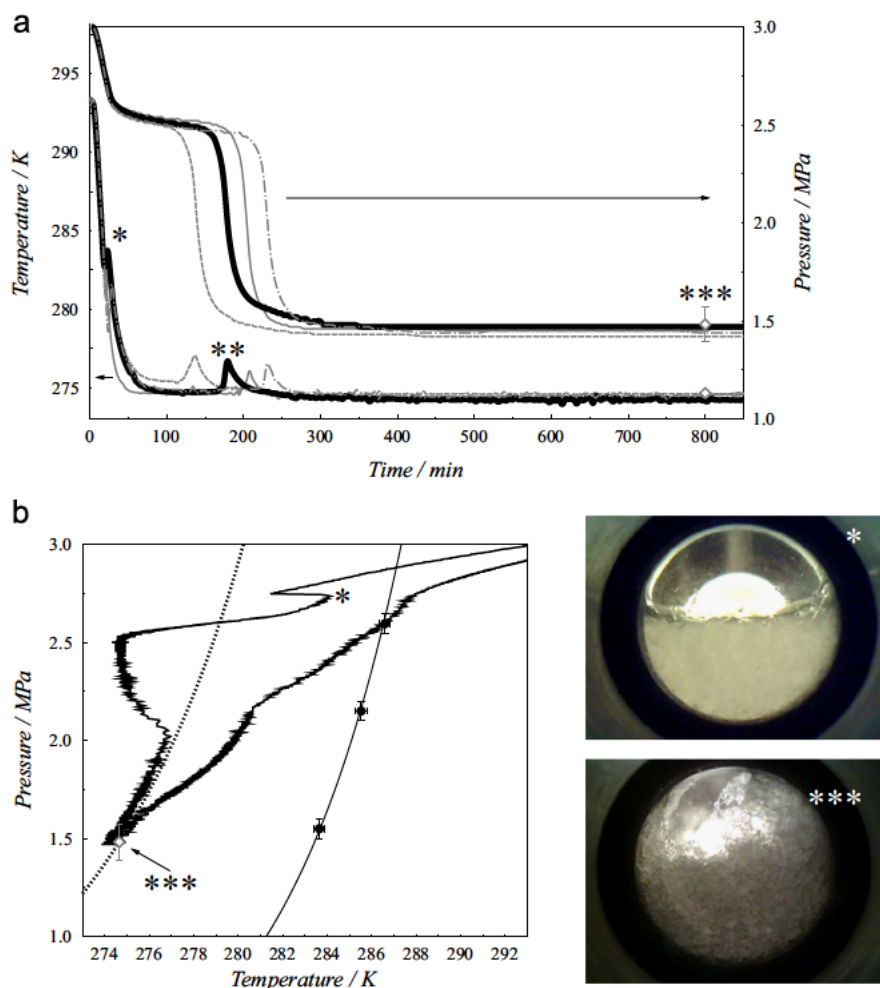 a
3.0
295
2.5
290
Temperature / K
285
*
2.0
Pressure / MPa
***
279
1.5
**
275
1.0
0 100 200 300 400 500 600 700 800
Time / min
b
3.0
*
2.5
*
Pressure / MPa
2.0
1.5
***
***
1.0
274 276 278 280 282 284 286 288 290 292
Temperature / K